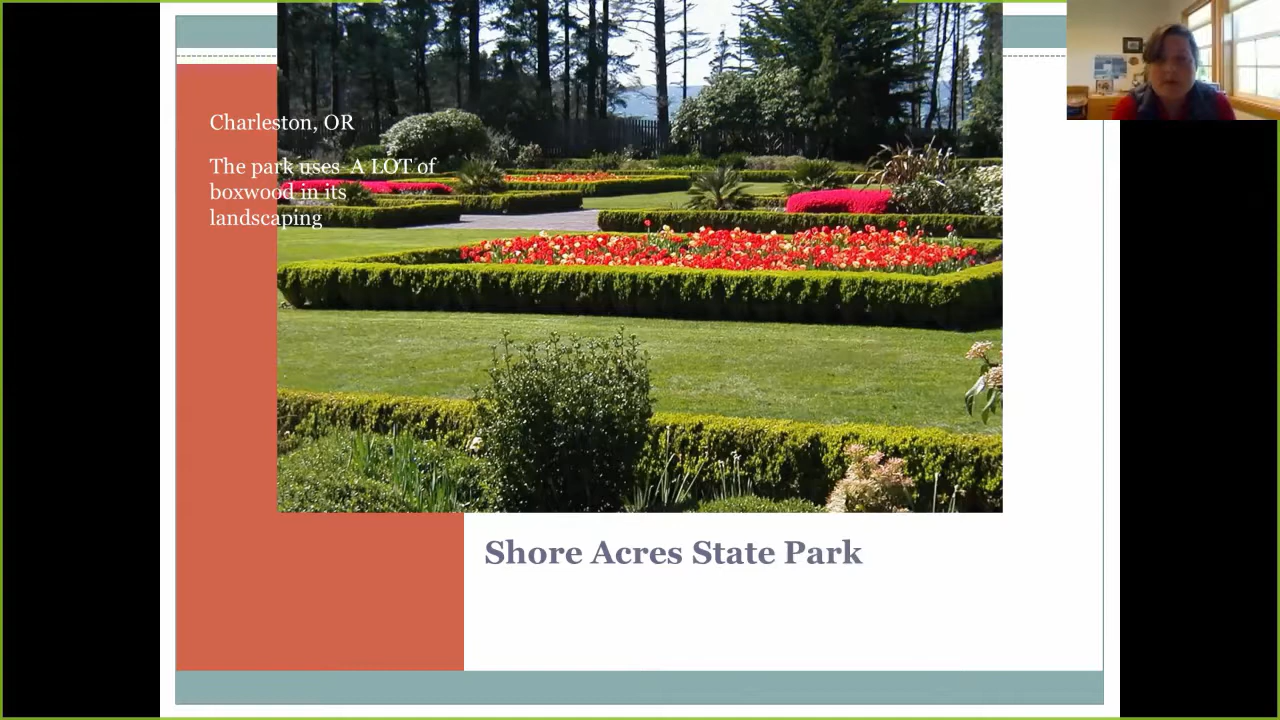 Charleston, OR
The park uses A LOT of
boxwood in its
landscaping
Shore Acres State Park